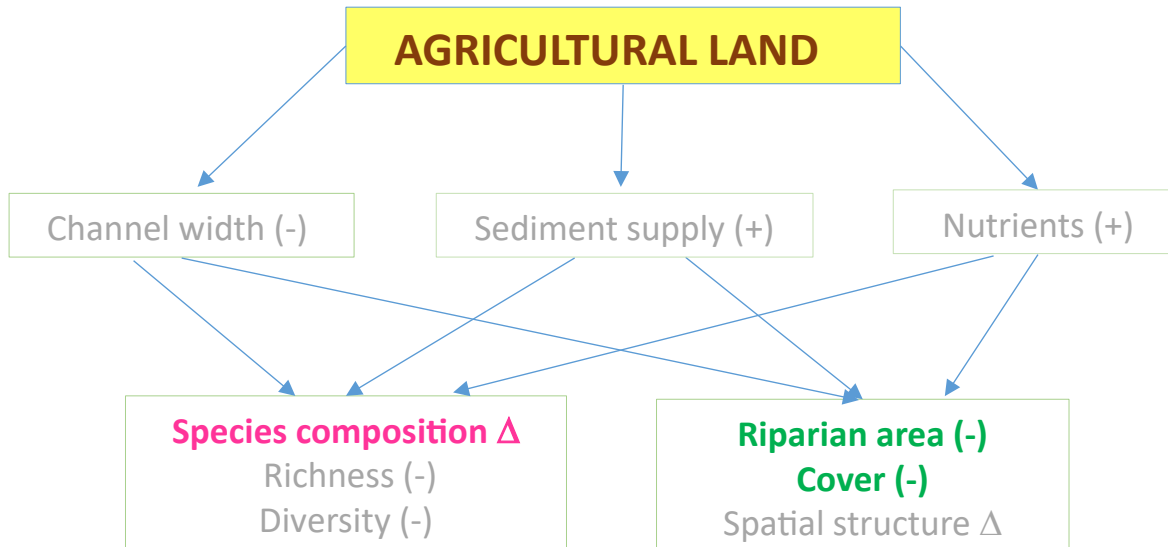 AGRICULTURAL LAND
Channel width (-)
Sediment supply (+)
Nutrients (+)
Species composition Δ
Richness (-)
Diversity (-)
Riparian area (-)
Cover (-)
Spatial structure Δ